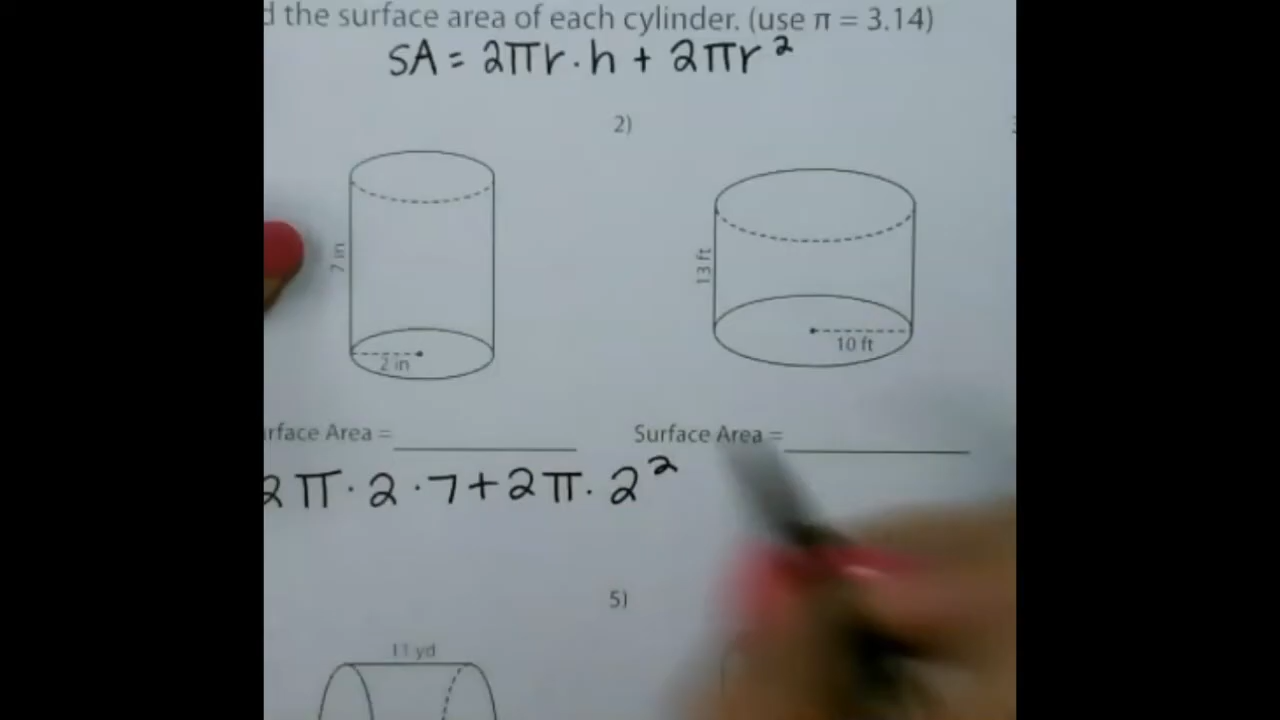 the surface area of each cylinder. (use π = 3.14)
SA = 2πr · h + 2πr²
2)
7 in
13 ft
2 in
10 ft
Area =
Surface Area =
2π · 2 · 7 + 2π · 2²
5)
11 yd